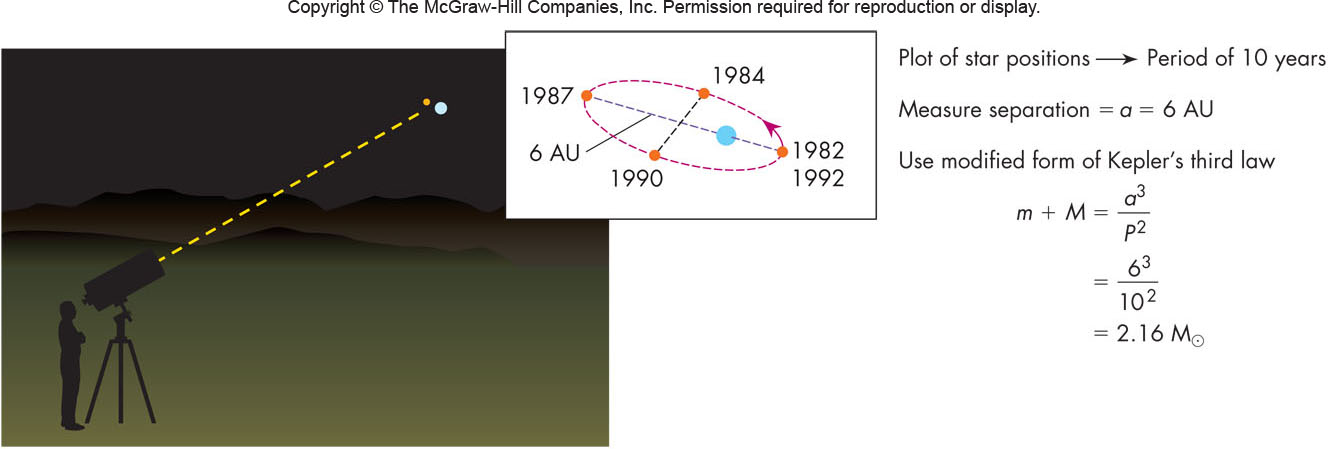 Copyright © The McGraw-Hill Companies, Inc. Permission required for reproduction or display.
1987
1984
6 AU
1990
1982
1992
Plot of star positions → Period of 10 years
Measure separation = a = 6 AU
Use modified form of Kepler's third law
m + M = a³/P²
= 6³/10²
= 2.16 M⊙